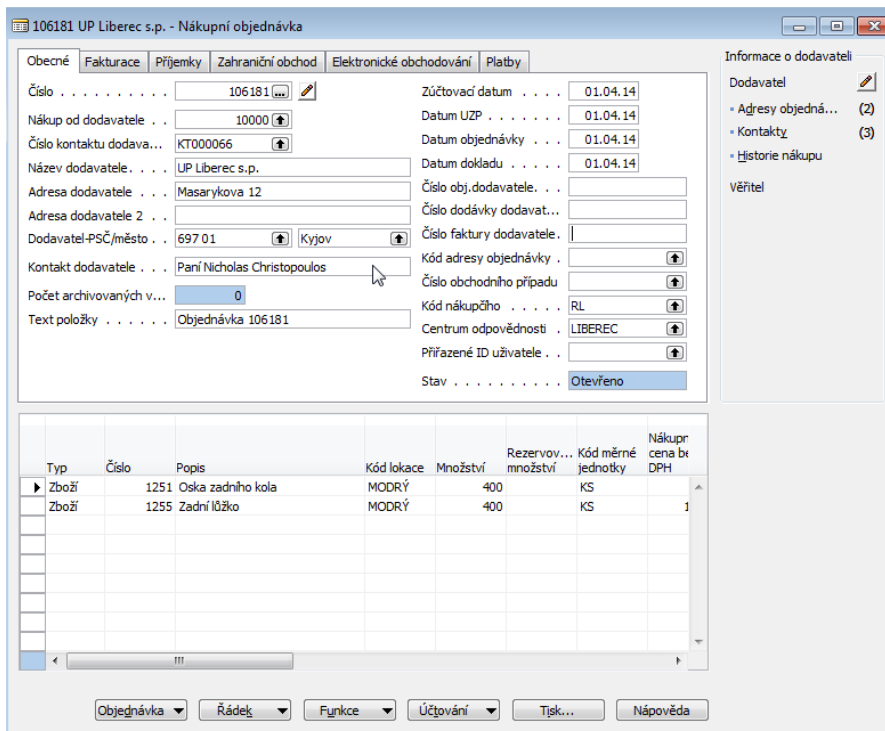 106181 UP Liberec s.p. - Nákupní objednávka
Obecné Fakturace Příjemky Zahraniční obchod Elektronické obchodování Platby
Číslo . . . . . . . . . . 106181
Nákup od dodavatele . . 10000
Číslo kontaktu dodava... KT000066
Název dodavatele. . . . UP Liberec s.p.
Adresa dodavatele . . . Masarykova 12
Adresa dodavatele 2 . .
Dodavatel-PSČ/město . . 697 01 Kyjov
Kontakt dodavatele . . . Paní Nicholas Christopoulos
Počet archivovaných v... 0
Text položky . . . . . . Objednávka 106181
Zúčtovací datum . . . . 01.04.14
Datum UZP . . . . . . . 01.04.14
Datum objednávky . . . 01.04.14
Datum dokladu . . . . . 01.04.14
Číslo obj.dodavatele. . .
Číslo dodávky dodavat...
Číslo faktury dodavatele.
Kód adresy objednávky .
Číslo obchodního případu
Kód nákupčího . . . . . RL
Centrum odpovědnosti . LIBEREC
Přiřazené ID uživatele . .
Stav . . . . . . . . . . Otevřeno
Informace o dodavateli
Dodavatel
Adresy objedná... (2)
Kontakty (3)
Historie nákupu
Věřitel
Typ Číslo Popis Kód lokace Množství Rezervov... množství Kód měrné jednotky Nákupn cena be DPH
Zboží 1251 Oska zadního kola MODRÝ 400 KS
Zboží 1255 Zadní lůžko MODRÝ 400 KS 1
Objednávka Řádek Funkce Účtování Tisk... Nápověda